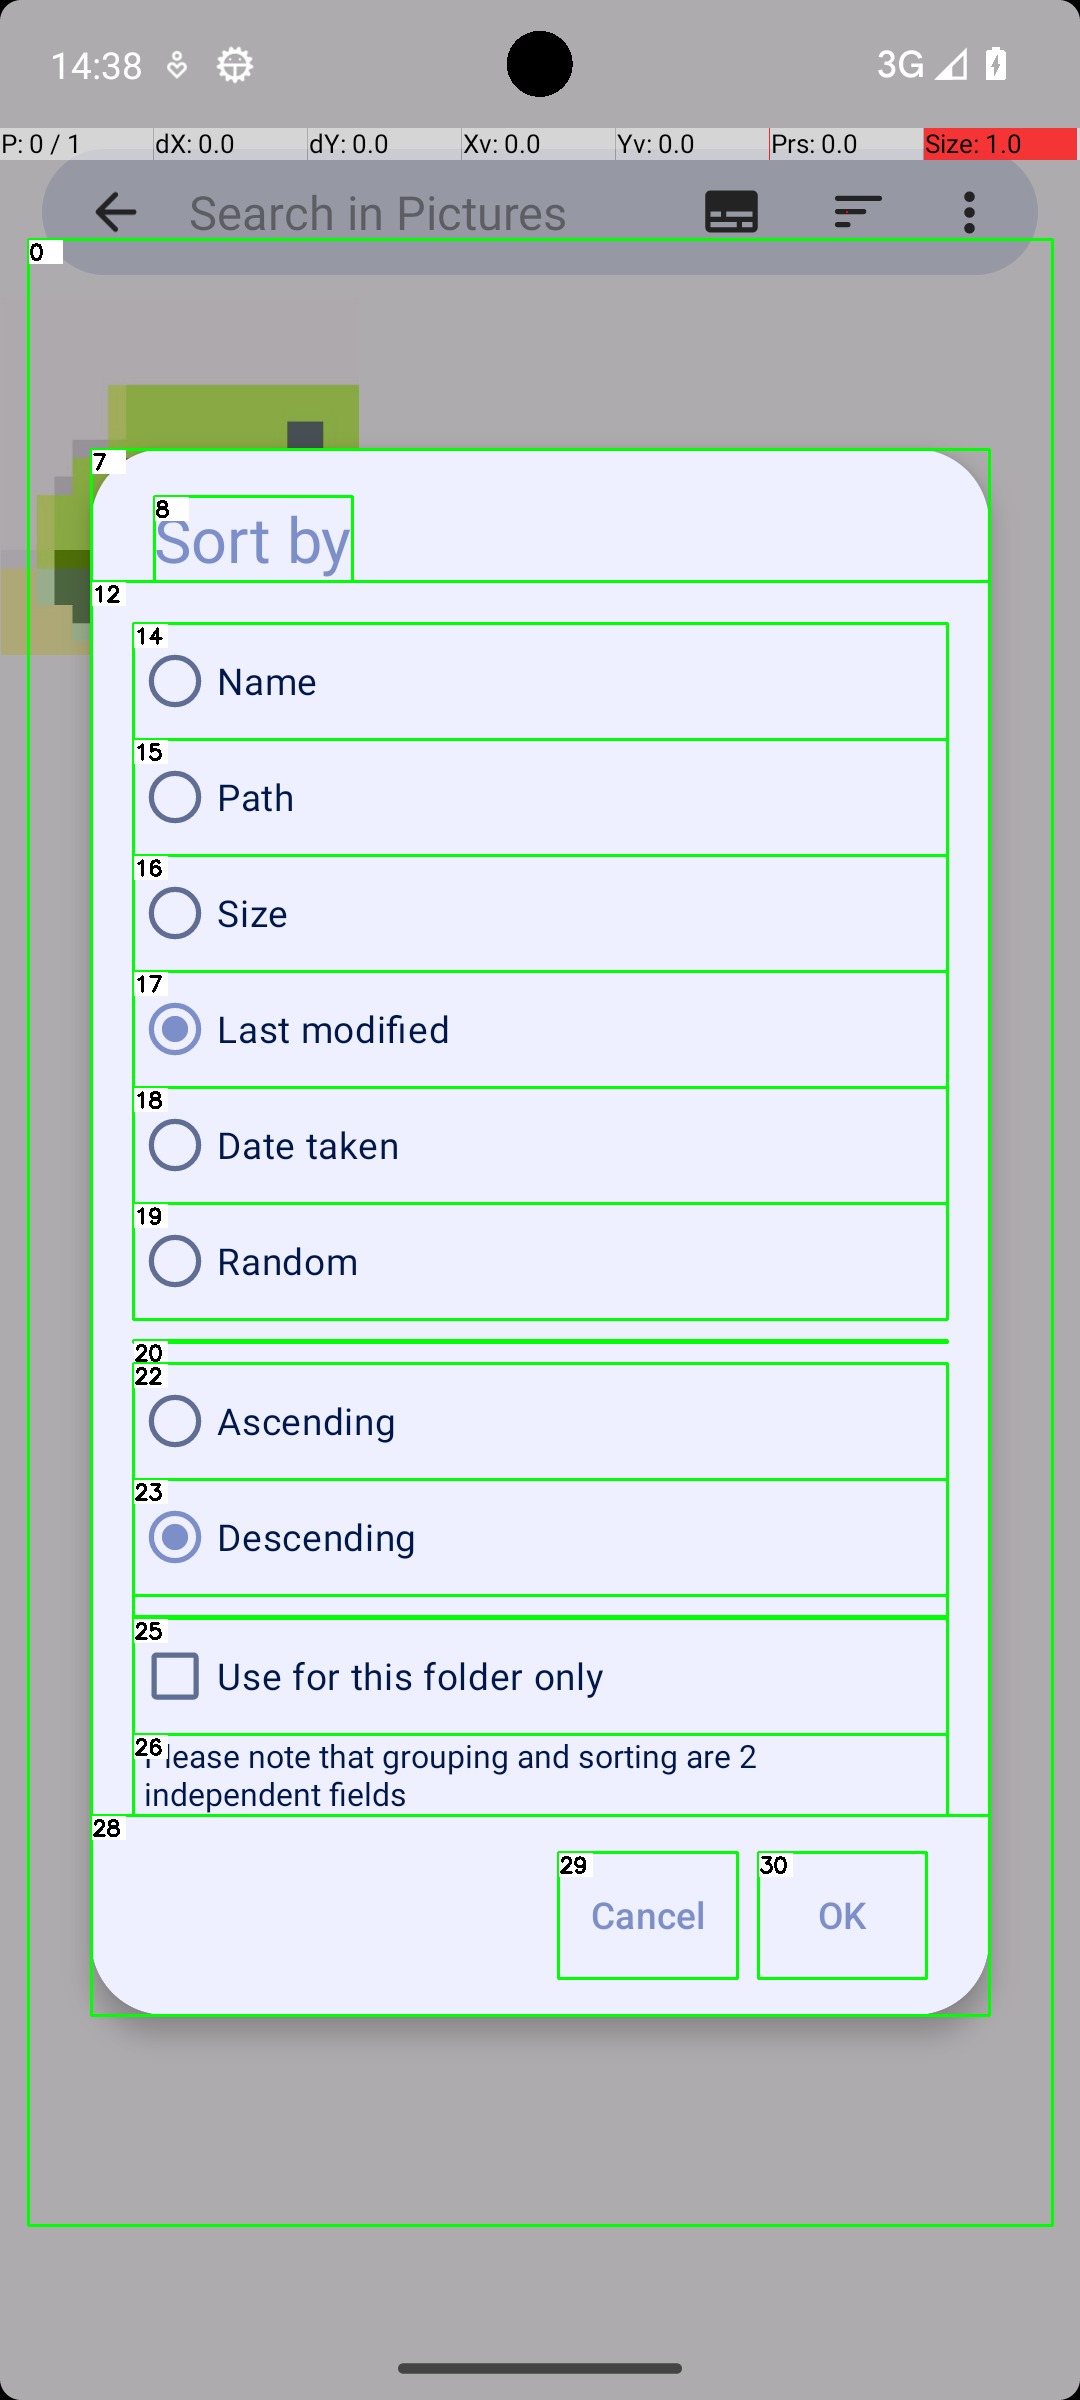 14:38 3G
P: 0 / 1 dX: 0.0 dY: 0.0 Xv: 0.0 Yv: 0.0 Prs: 0.0 Size: 1.0
Search in Pictures
0
7
8
Sort by
12
14
Name
15
Path
16
Size
17
Last modified
18
Date taken
19
Random
20
22
Ascending
23
Descending
25
Use for this folder only
26
Please note that grouping and sorting are 2
independent fields
28
29 30
Cancel OK